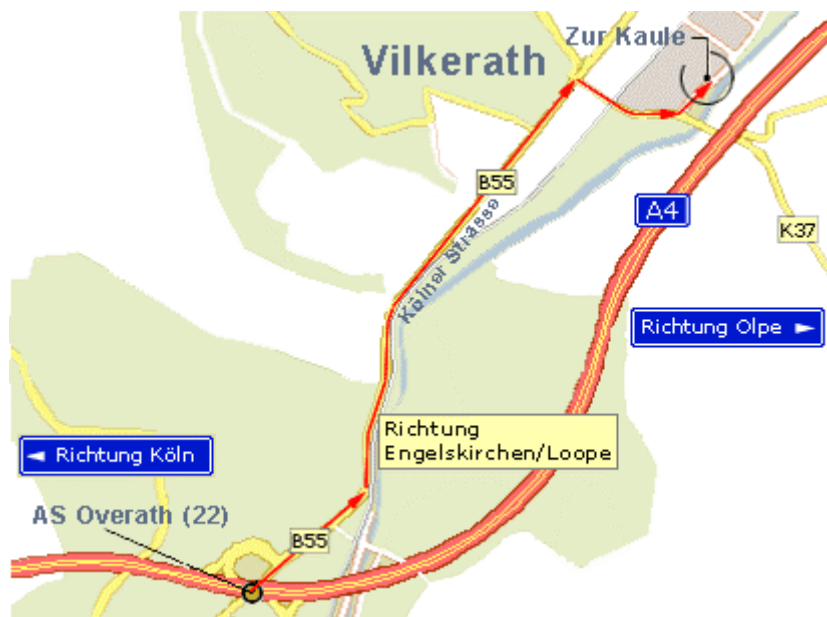 Zur Kaule
Vilkerath
B55
A4
Kölner Strasse
K37
Richtung Olpe ►
Richtung
Engelskirchen/Loope
◄ Richtung Köln
AS Overath (22)
B55